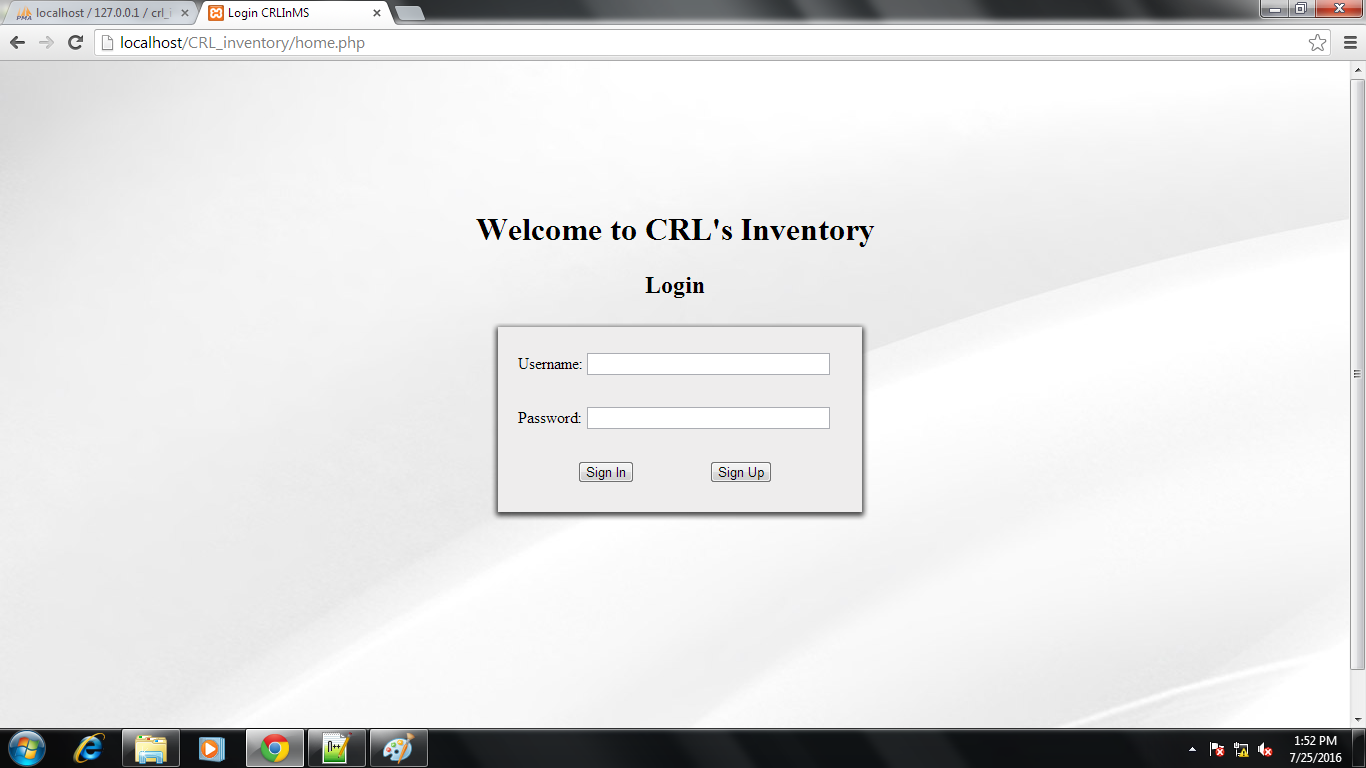 localhost / 127.0.0.1 / crl_i
Login CRLInMS
localhost/CRL_inventory/home.php
Welcome to CRL's Inventory
Login
Username:
Password:
Sign In Sign Up
1:52 PM
7/25/2016